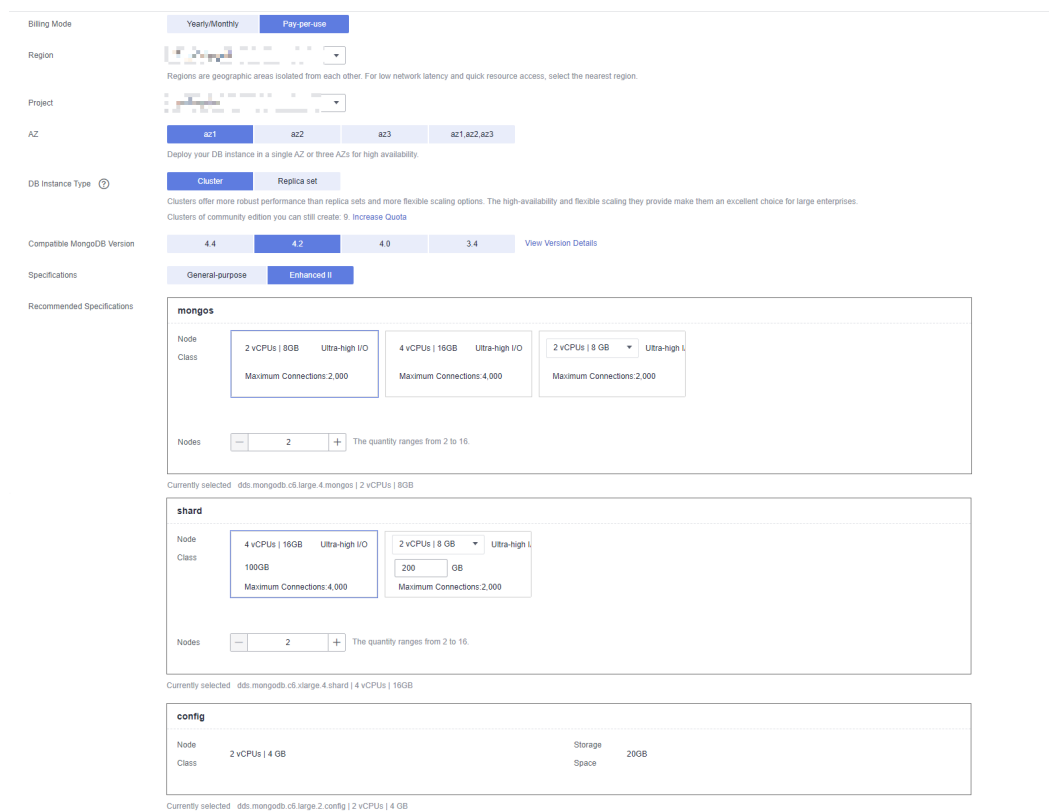 Billing Mode Yearly/Monthly Pay-per-use
Region
Regions are geographic areas isolated from each other. For low network latency and quick resource access, select the nearest region.
Project
AZ az1 az2 az3 az1,az2,az3
Deploy your DB instance in a single AZ or three AZs for high availability.
DB Instance Type ? Cluster Replica set
Clusters offer more robust performance than replica sets and more flexible scaling options. The high-availability and flexible scaling they provide make them an excellent choice for large enterprises.
Clusters of community edition you can still create: 9. Increase Quota
Compatible MongoDB Version 4.4 4.2 4.0 3.4 View Version Details
Specifications General-purpose Enhanced II
Recommended Specifications
mongos
Node Class
2 vCPUs | 8GB Ultra-high I/O
Maximum Connections:2,000
4 vCPUs | 16GB Ultra-high I/O
Maximum Connections:4,000
2 vCPUs | 8 GB Ultra-high I/
Maximum Connections:2,000
Nodes − 2 + The quantity ranges from 2 to 16.
Currently selected dds.mongodb.c6.large.4.mongos | 2 vCPUs | 8GB
shard
Node Class
4 vCPUs | 16GB Ultra-high I/O
100GB
Maximum Connections:4,000
2 vCPUs | 8 GB Ultra-high I
200 GB
Maximum Connections:2,000
Nodes − 2 + The quantity ranges from 2 to 16.
Currently selected dds.mongodb.c6.xlarge.4.shard | 4 vCPUs | 16GB
config
Node Class 2 vCPUs | 4 GB
Storage Space 20GB
Currently selected dds.mongodb.c6.large.2.config | 2 vCPUs | 4 GB